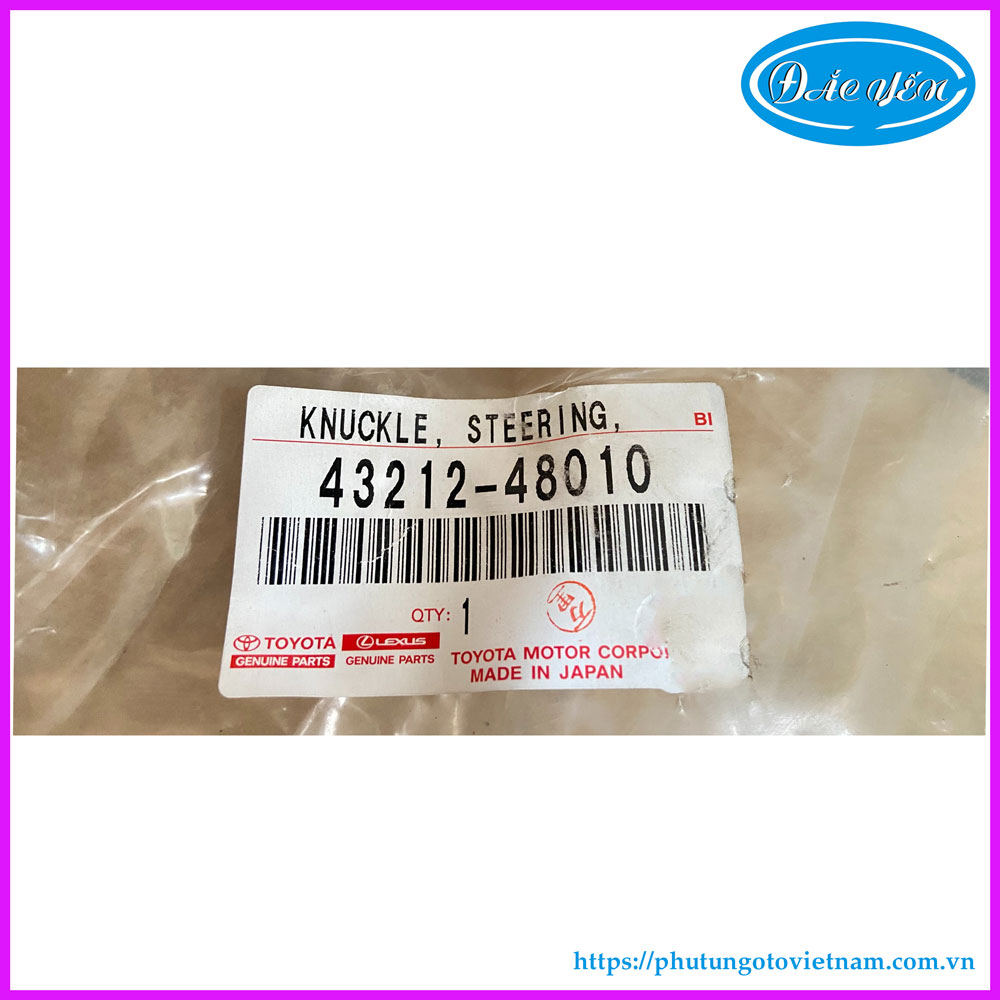 ĐẮC YẾN
KNUCKLE, STEERING,
BI
43212-48010
QTY: 1
TOYOTA
GENUINE PARTS
LEXUS
GENUINE PARTS
TOYOTA MOTOR CORPO
MADE IN JAPAN
https://phutungotovietnam.com.vn